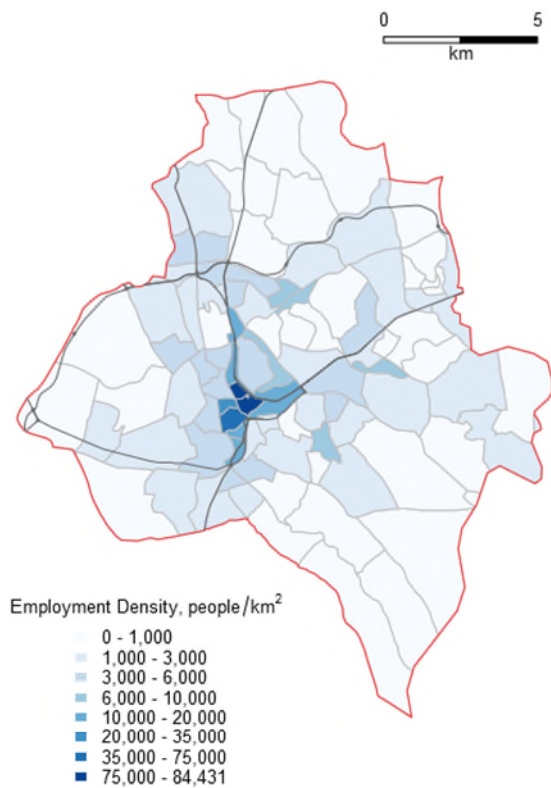 0 5
km
Employment Density, people/km²
0 - 1,000
1,000 - 3,000
3,000 - 6,000
6,000 - 10,000
10,000 - 20,000
20,000 - 35,000
35,000 - 75,000
75,000 - 84,431